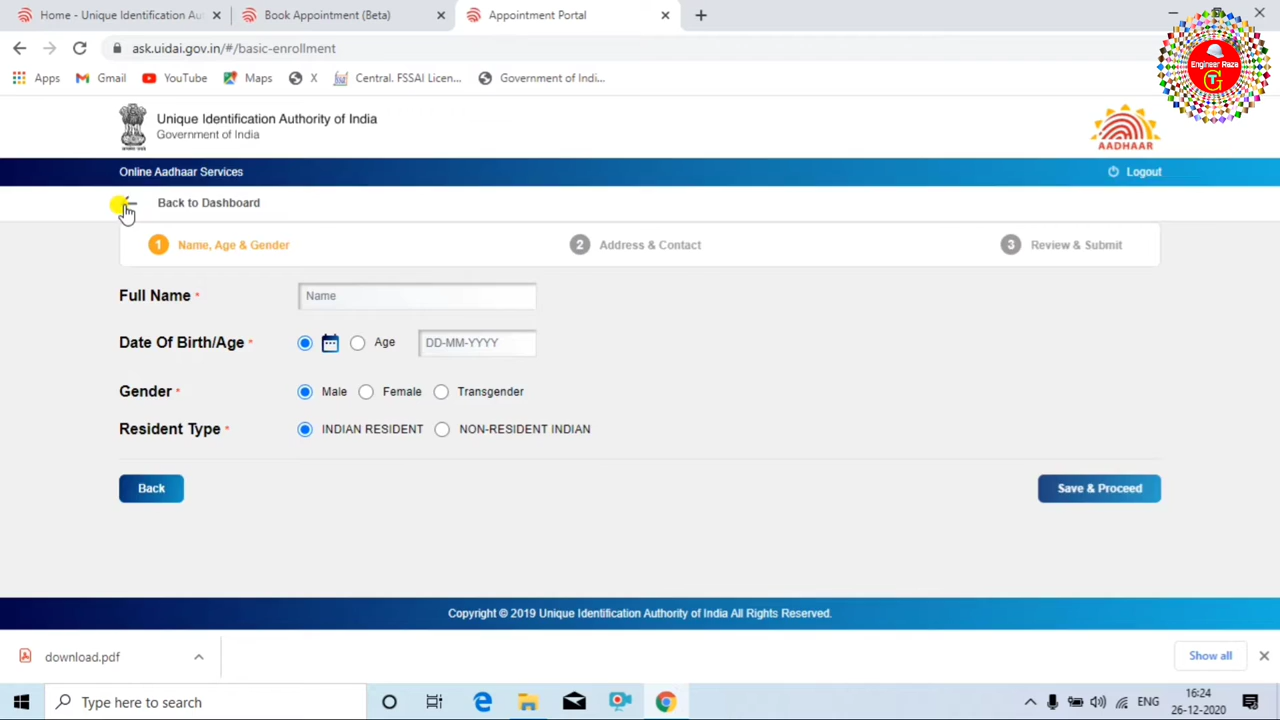 Home - Unique Identification Aut
Book Appointment (Beta)
Appointment Portal
ask.uidai.gov.in/#/basic-enrollment
Apps
Gmail
YouTube
Maps
X
Central. FSSAI Licen...
Government of Indi...
Engineer Raza
TG
Unique Identification Authority of India
Government of India
AADHAAR
Online Aadhaar Services
Logout
Back to Dashboard
1 Name, Age & Gender
2 Address & Contact
3 Review & Submit
Full Name *
Name
Date Of Birth/Age *
Age
DD-MM-YYYY
Gender *
Male
Female
Transgender
Resident Type *
INDIAN RESIDENT
NON-RESIDENT INDIAN
Back
Save & Proceed
Copyright © 2019 Unique Identification Authority of India All Rights Reserved.
download.pdf
Show all
Type here to search
ENG
16:24
26-12-2020